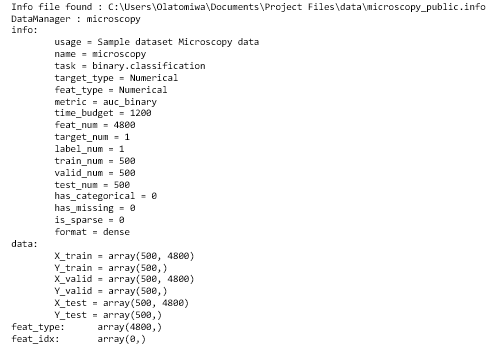 Info file found : C:\Users\Olatomiwa\Documents\Project Files\data\microscopy_public.info
DataManager : microscopy
info:
usage = Sample dataset Microscopy data
name = microscopy
task = binary.classification
target_type = Numerical
feat_type = Numerical
metric = auc_binary
time_budget = 1200
feat_num = 4800
target_num = 1
label_num = 1
train_num = 500
valid_num = 500
test_num = 500
has_categorical = 0
has_missing = 0
is_sparse = 0
format = dense
data:
X_train = array(500, 4800)
Y_train = array(500,)
X_valid = array(500, 4800)
Y_valid = array(500,)
X_test = array(500, 4800)
Y_test = array(500,)
feat_type: array(4800,)
feat_idx: array(0,)